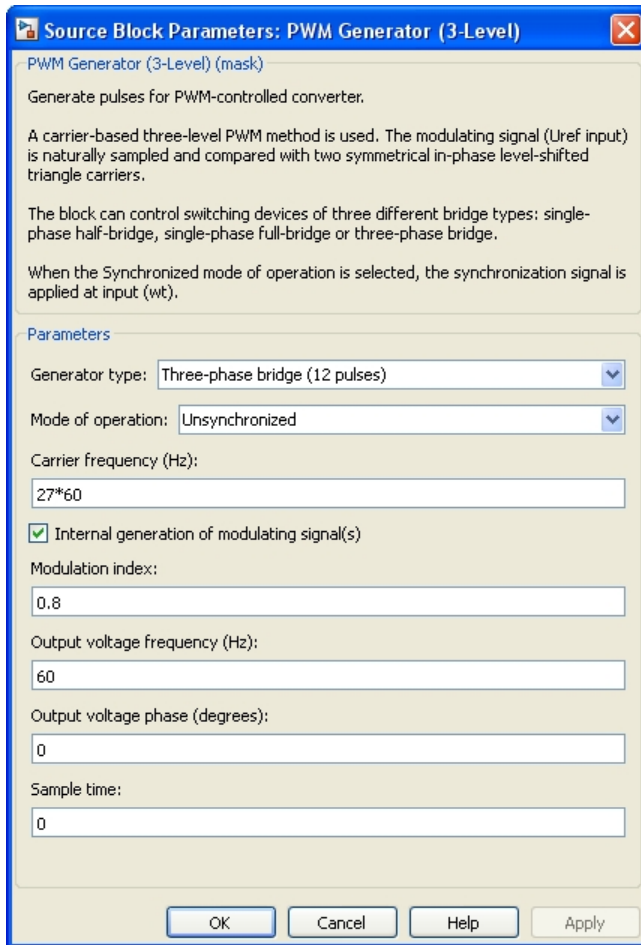 Source Block Parameters: PWM Generator (3-Level)
PWM Generator (3-Level) (mask)
Generate pulses for PWM-controlled converter.
A carrier-based three-level PWM method is used. The modulating signal (Uref input)
is naturally sampled and compared with two symmetrical in-phase level-shifted
triangle carriers.
The block can control switching devices of three different bridge types: single-
phase half-bridge, single-phase full-bridge or three-phase bridge.
When the Synchronized mode of operation is selected, the synchronization signal is
applied at input (wt).
Parameters
Generator type: Three-phase bridge (12 pulses)
Mode of operation: Unsynchronized
Carrier frequency (Hz):
27*60
Internal generation of modulating signal(s)
Modulation index:
0.8
Output voltage frequency (Hz):
60
Output voltage phase (degrees):
0
Sample time:
0
OK Cancel Help Apply